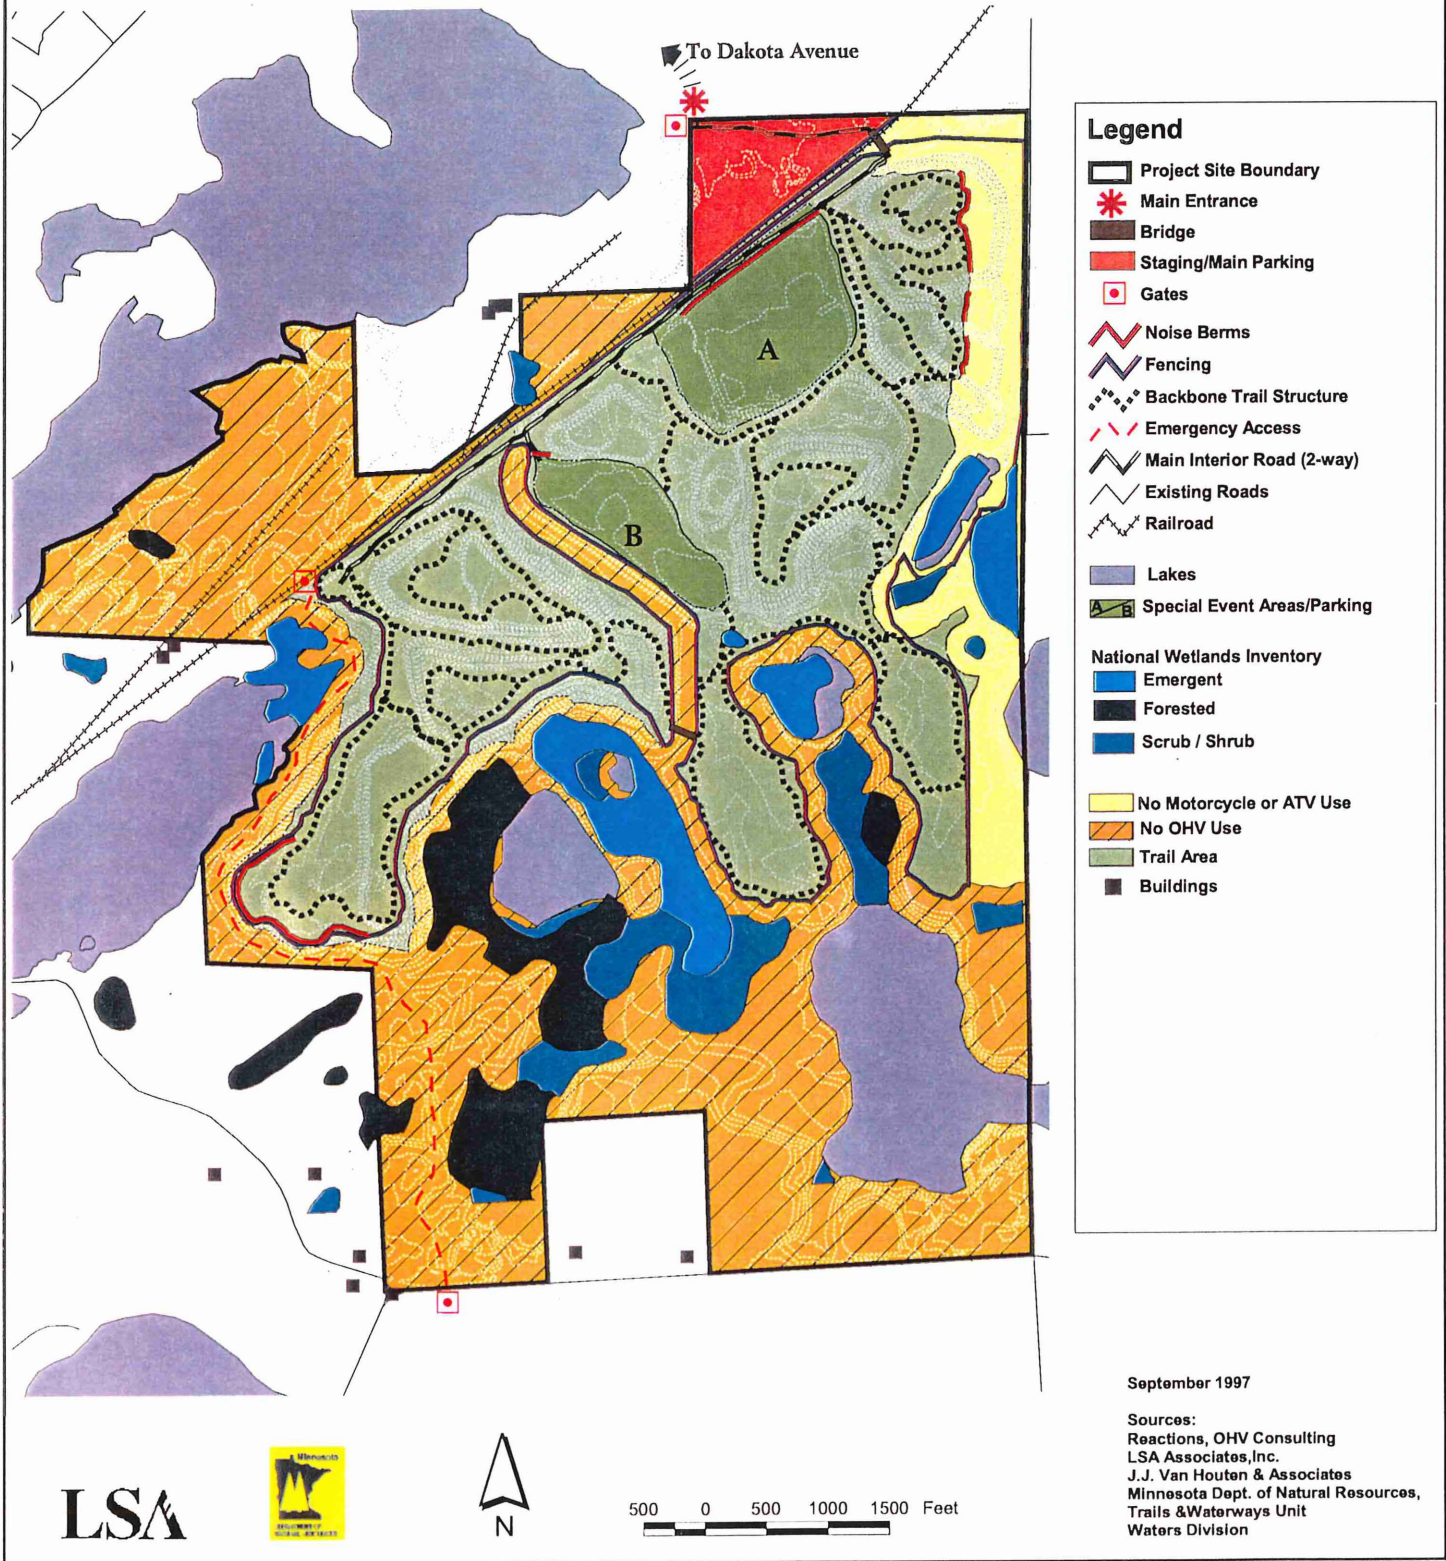 To Dakota Avenue
A
B
Legend
Project Site Boundary
Main Entrance
Bridge
Staging/Main Parking
Gates
Noise Berms
Fencing
Backbone Trail Structure
Emergency Access
Main Interior Road (2-way)
Existing Roads
Railroad
Lakes
A B Special Event Areas/Parking
National Wetlands Inventory
Emergent
Forested
Scrub / Shrub
No Motorcycle or ATV Use
No OHV Use
Trail Area
Buildings
September 1997
Sources:
Reactions, OHV Consulting
LSA Associates,Inc.
J.J. Van Houten & Associates
Minnesota Dept. of Natural Resources,
Trails &Waterways Unit
Waters Division
LSA
Minnesota
N
500 0 500 1000 1500 Feet